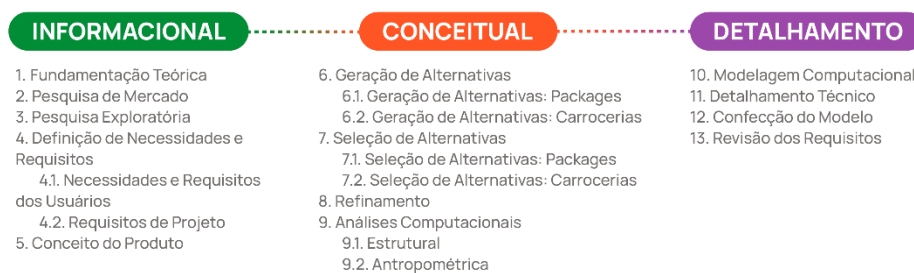 INFORMACIONAL
1. Fundamentação Teórica
2. Pesquisa de Mercado
3. Pesquisa Exploratória
4. Definição de Necessidades e
Requisitos
4.1. Necessidades e Requisitos
dos Usuários
4.2. Requisitos de Projeto
5. Conceito do Produto
CONCEITUAL
6. Geração de Alternativas
6.1. Geração de Alternativas: Packages
6.2. Geração de Alternativas: Carrocerias
7. Seleção de Alternativas
7.1. Seleção de Alternativas: Packages
7.2. Seleção de Alternativas: Carrocerias
8. Refinamento
9. Análises Computacionais
9.1. Estrutural
9.2. Antropométrica
DETALHAMENTO
10. Modelagem Computacional
11. Detalhamento Técnico
12. Confecção do Modelo
13. Revisão dos Requisitos